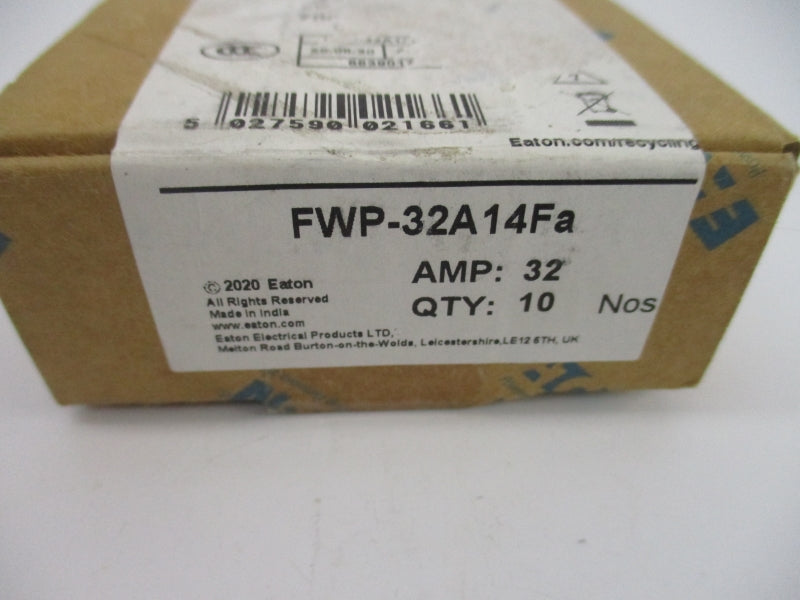 6639017
5 027590 021661
Eaton.com/recycling
FWP-32A14Fa
AMP: 32
QTY: 10 Nos
© 2020 Eaton
All Rights Reserved
Made in India
www.eaton.com
Eaton Electrical Products LTD,
Melton Road Burton-on-the-Wolds, Leicestershire,LE12 5TH, UK